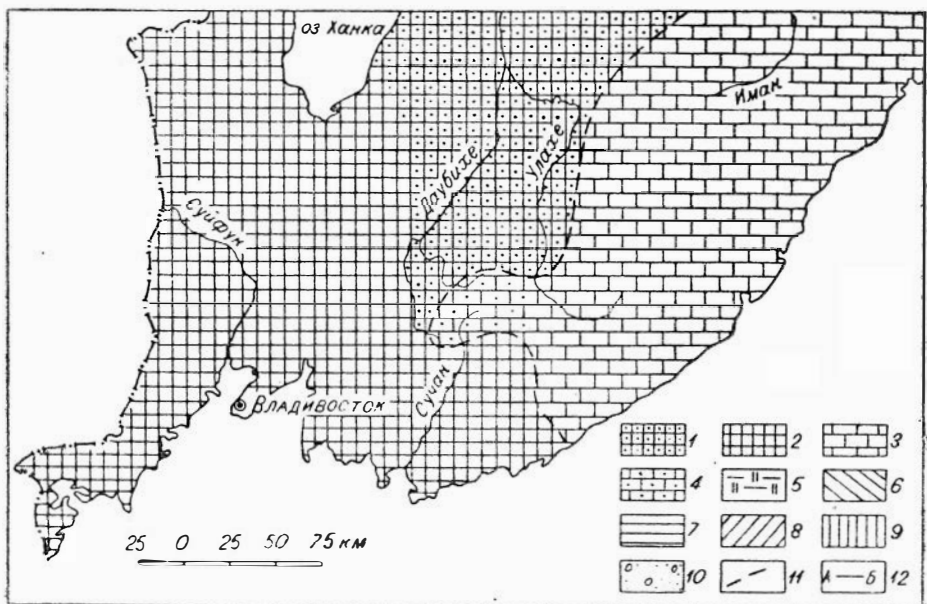 оз Ханка
Иман
Даубихе
Улахе
Суйфун
Сучан
ВЛАДИВОСТОК
1 2 3
4 5 6
7 8 9
10 11 А — Б 12
25 0 25 50 75 км